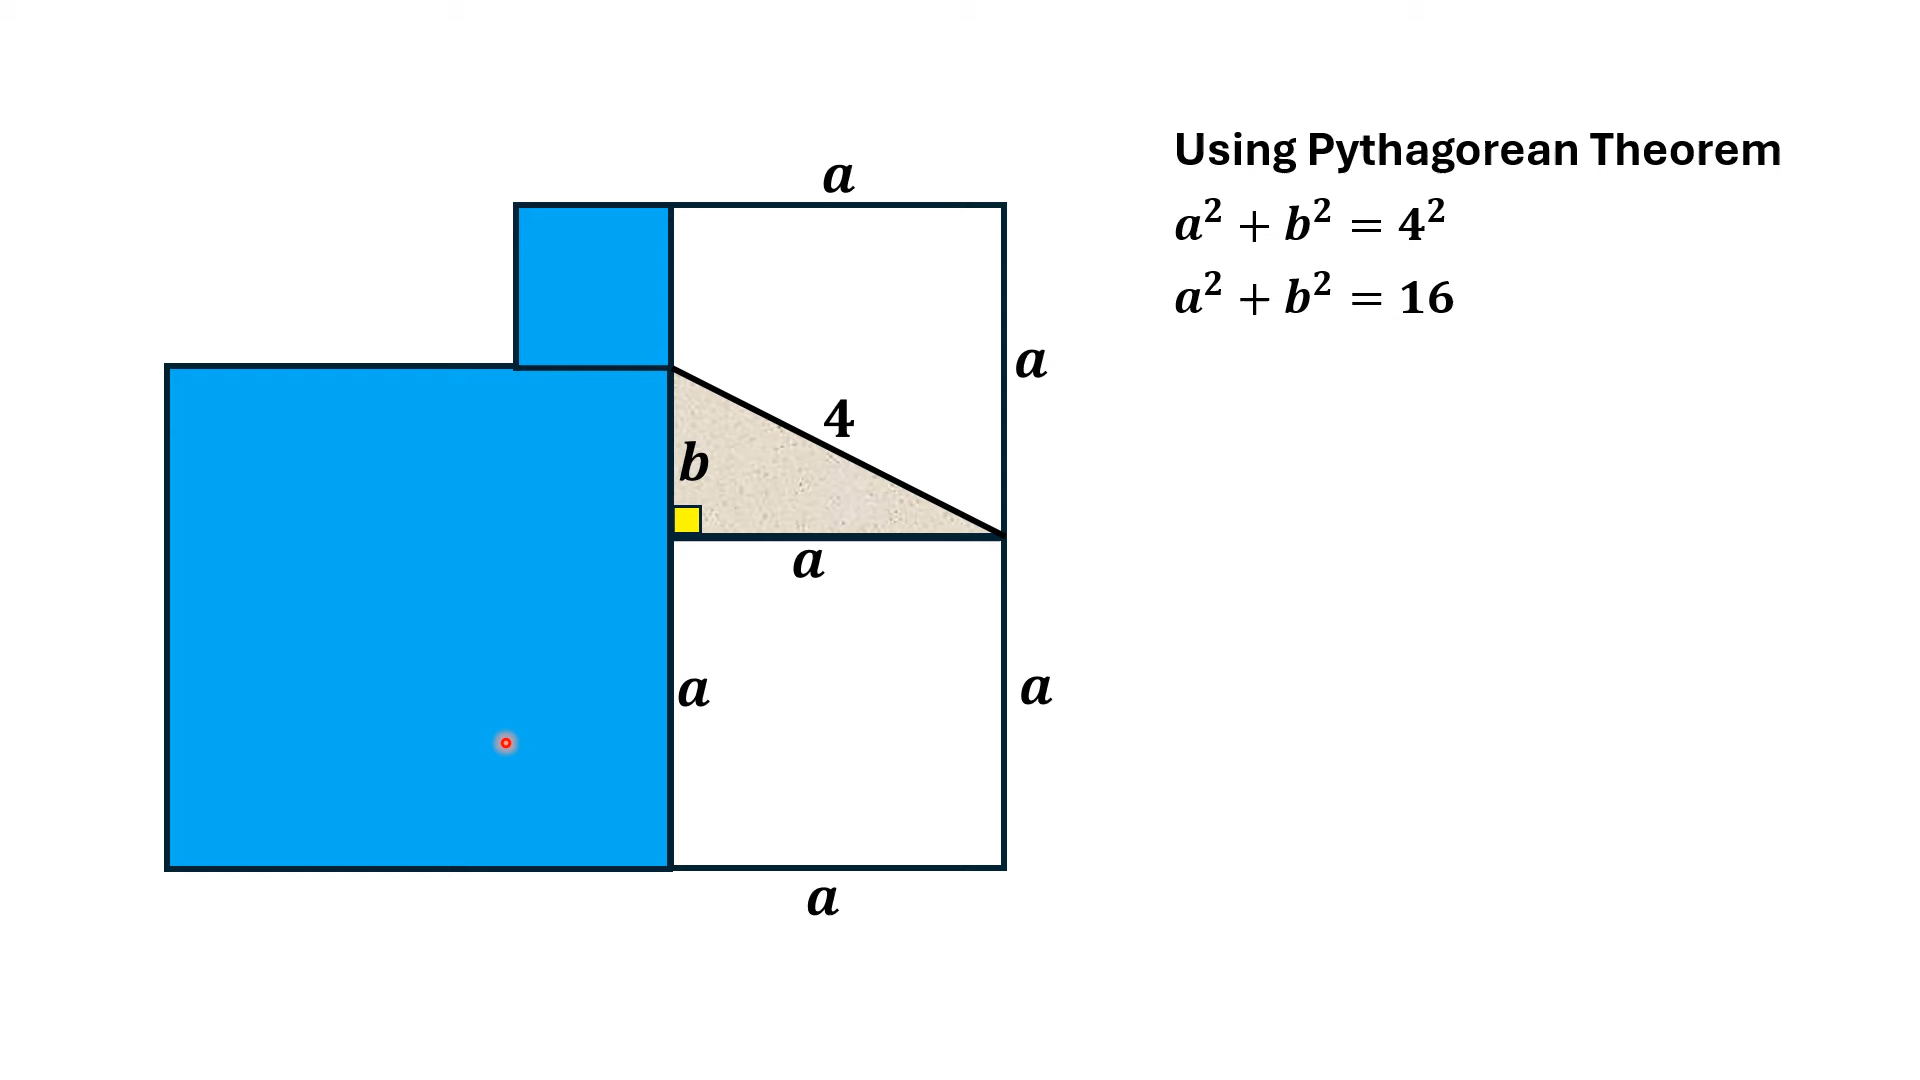 Using Pythagorean Theorem
a² + b² = 4²
a² + b² = 16
a
a
4
b
a
a
a
a